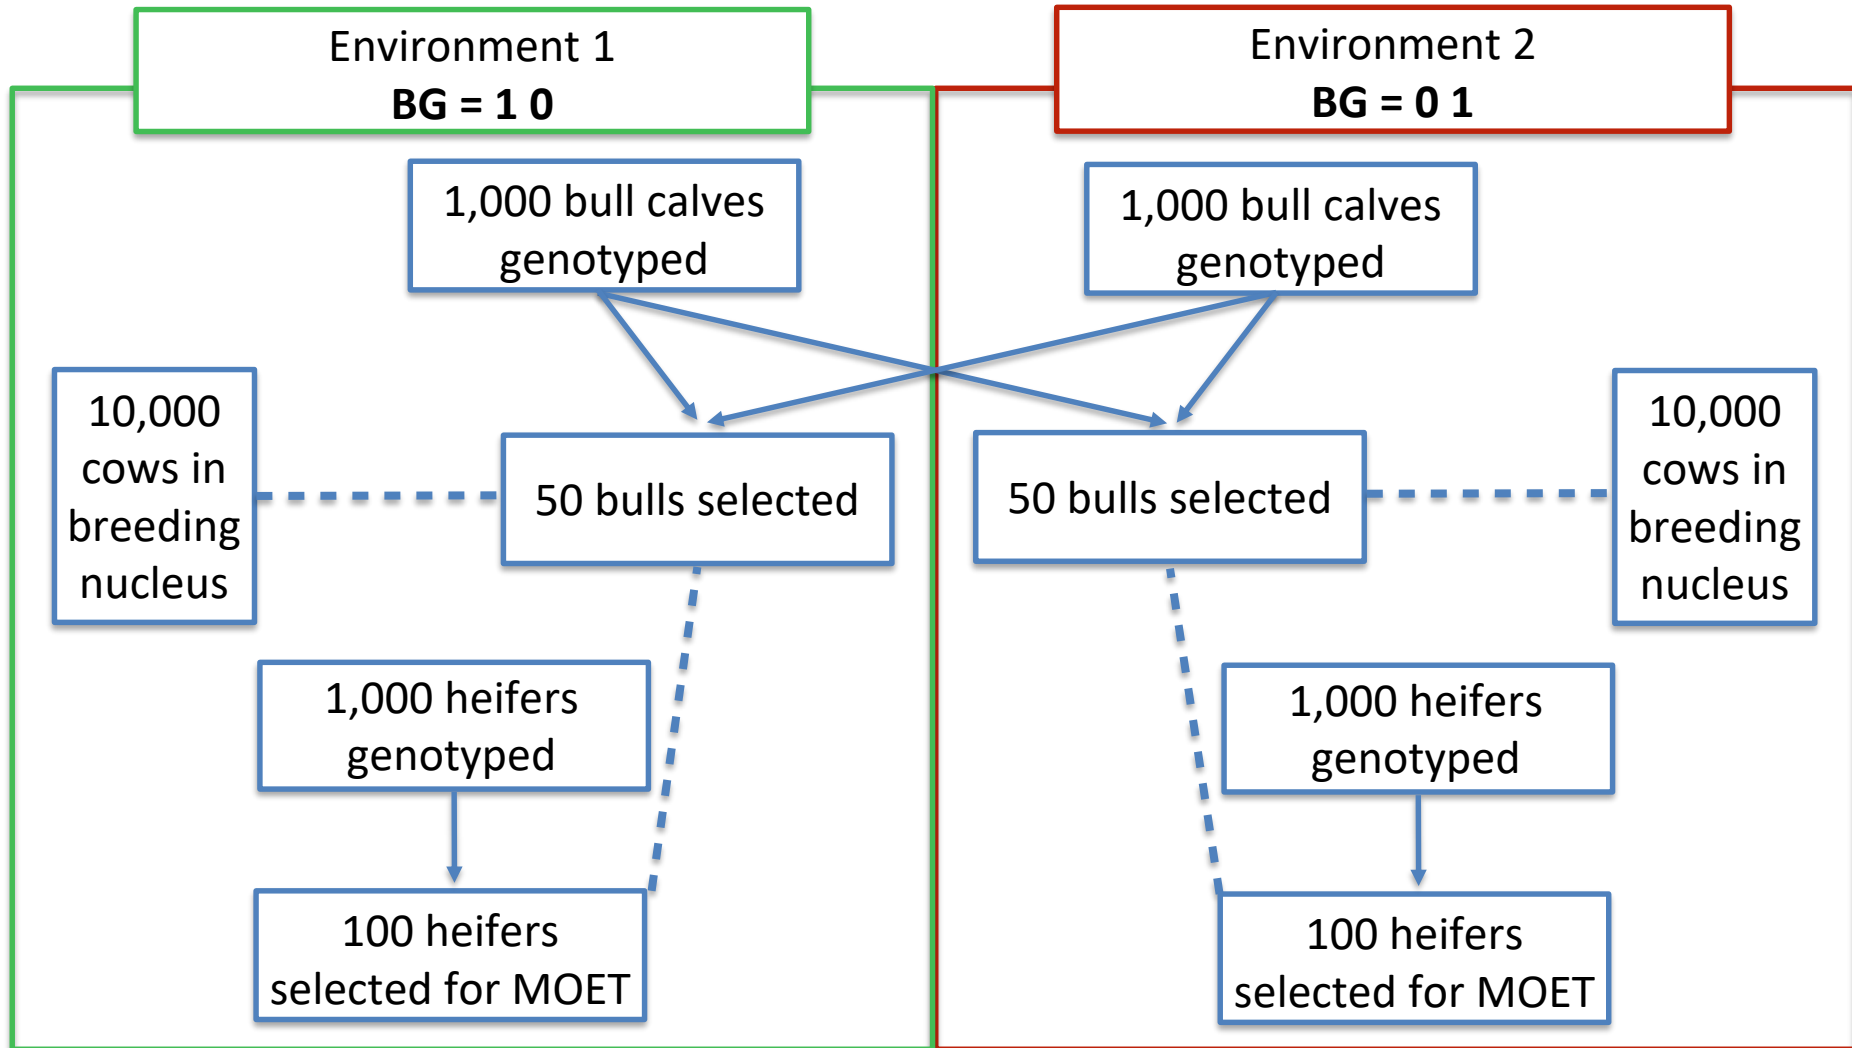 Environment 1
BG = 1 0
Environment 2
BG = 0 1
1,000 bull calves
genotyped
1,000 bull calves
genotyped
10,000
cows in
breeding
nucleus
50 bulls selected
50 bulls selected
10,000
cows in
breeding
nucleus
1,000 heifers
genotyped
1,000 heifers
genotyped
100 heifers
selected for MOET
100 heifers
selected for MOET